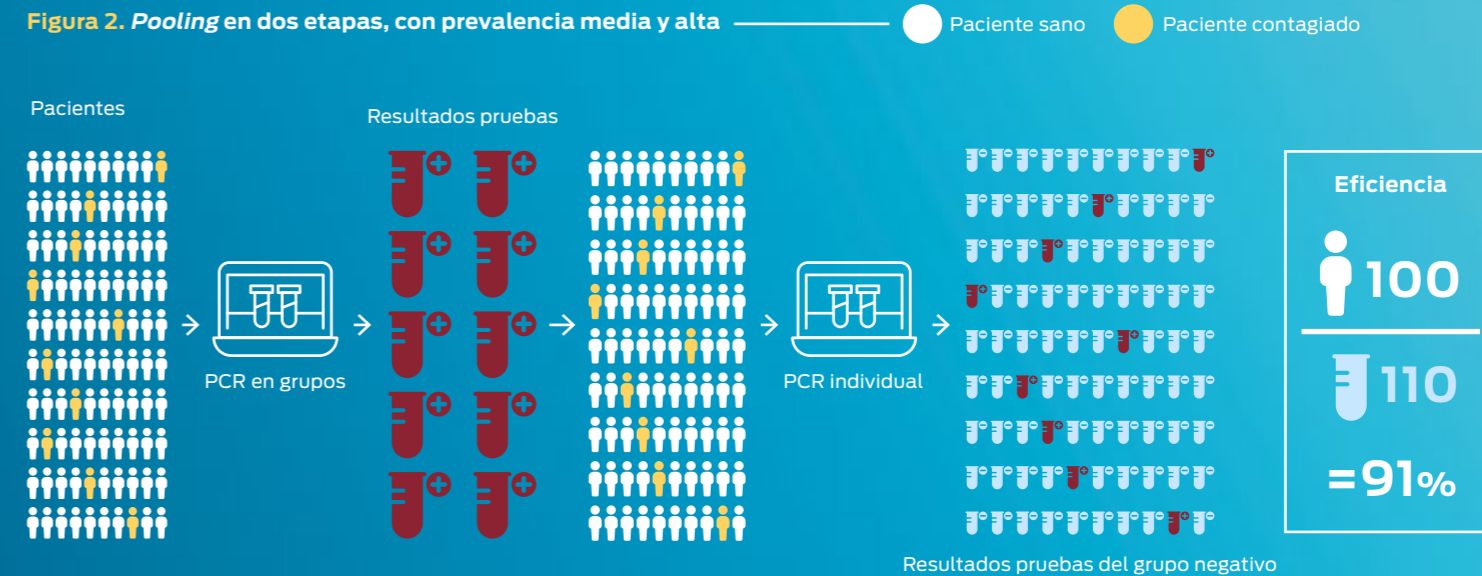 Figura 2. Pooling en dos etapas, con prevalencia media y alta
Paciente sano
Paciente contagiado
Pacientes
PCR en grupos
Resultados pruebas
PCR individual
Resultados pruebas del grupo negativo
Eficiencia
100
110
=91%